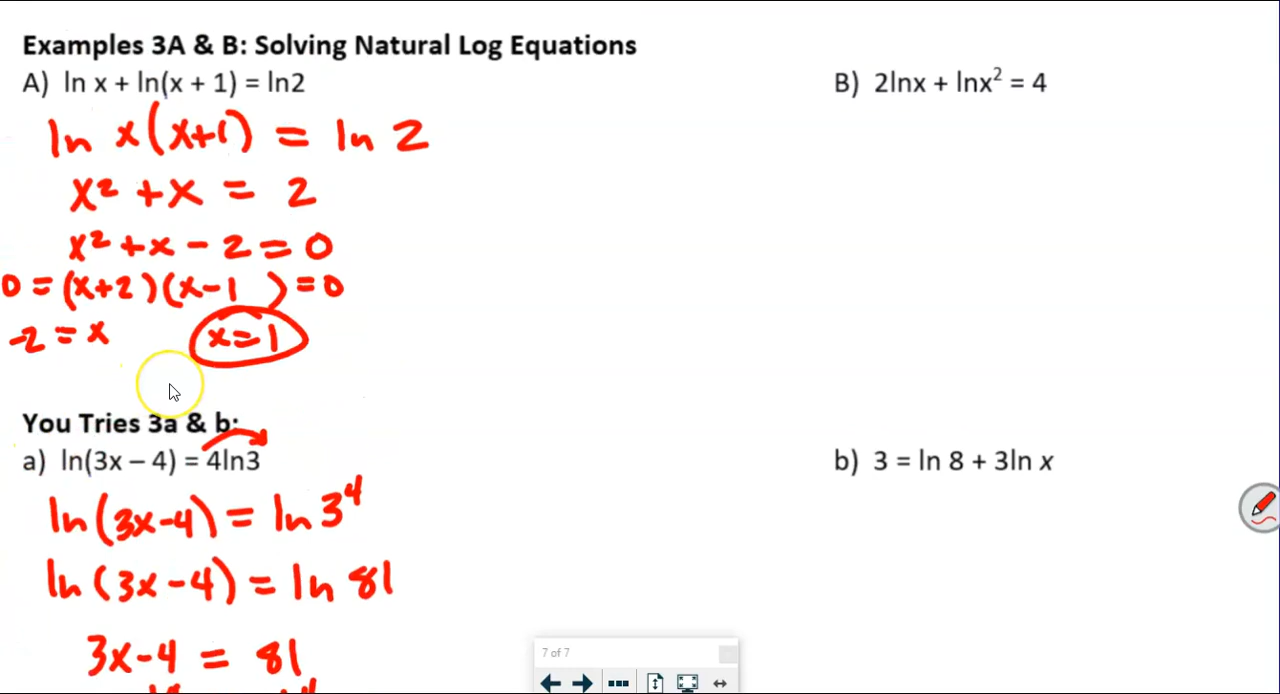 Examples 3A & B: Solving Natural Log Equations
A) ln x + ln(x + 1) = ln2
ln x(x+1) = ln 2
x² + x = 2
x² + x - 2 = 0
0 = (x+2)(x-1) = 0
-2 = x x = 1
B) 2lnx + lnx² = 4
You Tries 3a & b:
a) ln(3x – 4) = 4ln3
ln(3x-4) = ln 3⁴
ln(3x-4) = ln 81
3x-4 = 81
b) 3 = ln 8 + 3ln x
7 of 7